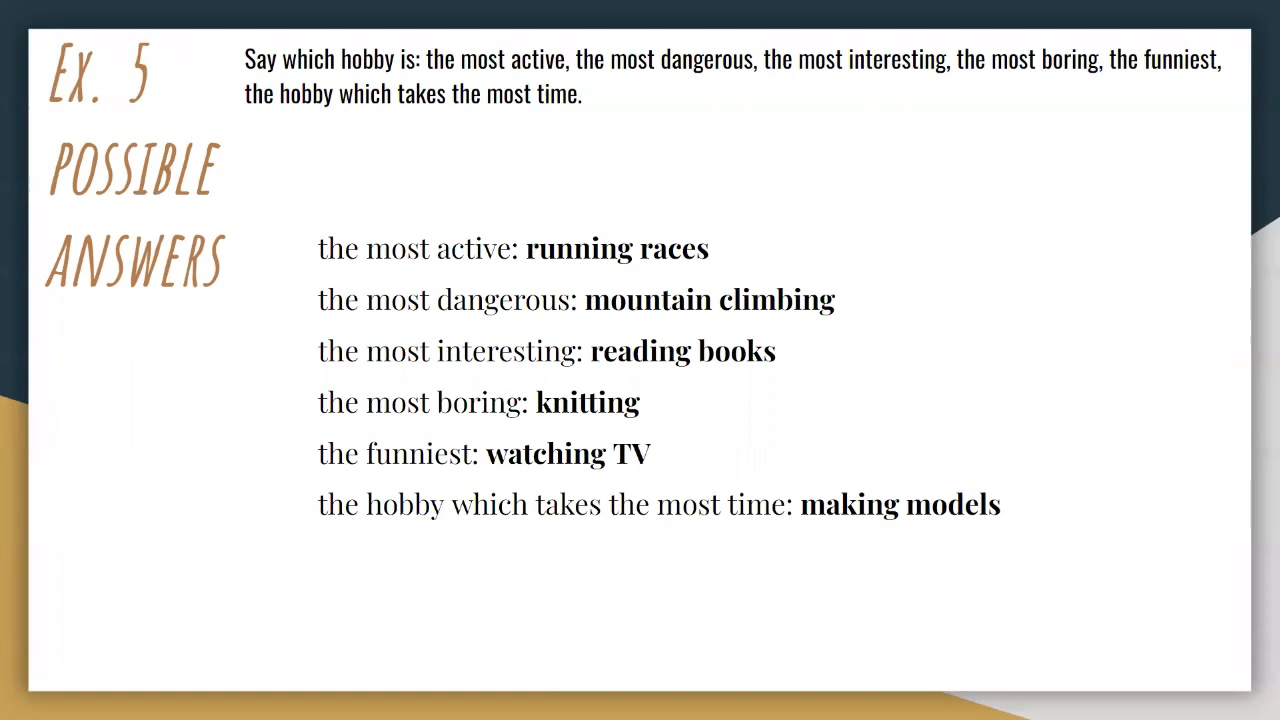 Ex. 5
POSSIBLE
ANSWERS
Say which hobby is: the most active, the most dangerous, the most interesting, the most boring, the funniest,
the hobby which takes the most time.
the most active: running races
the most dangerous: mountain climbing
the most interesting: reading books
the most boring: knitting
the funniest: watching TV
the hobby which takes the most time: making models